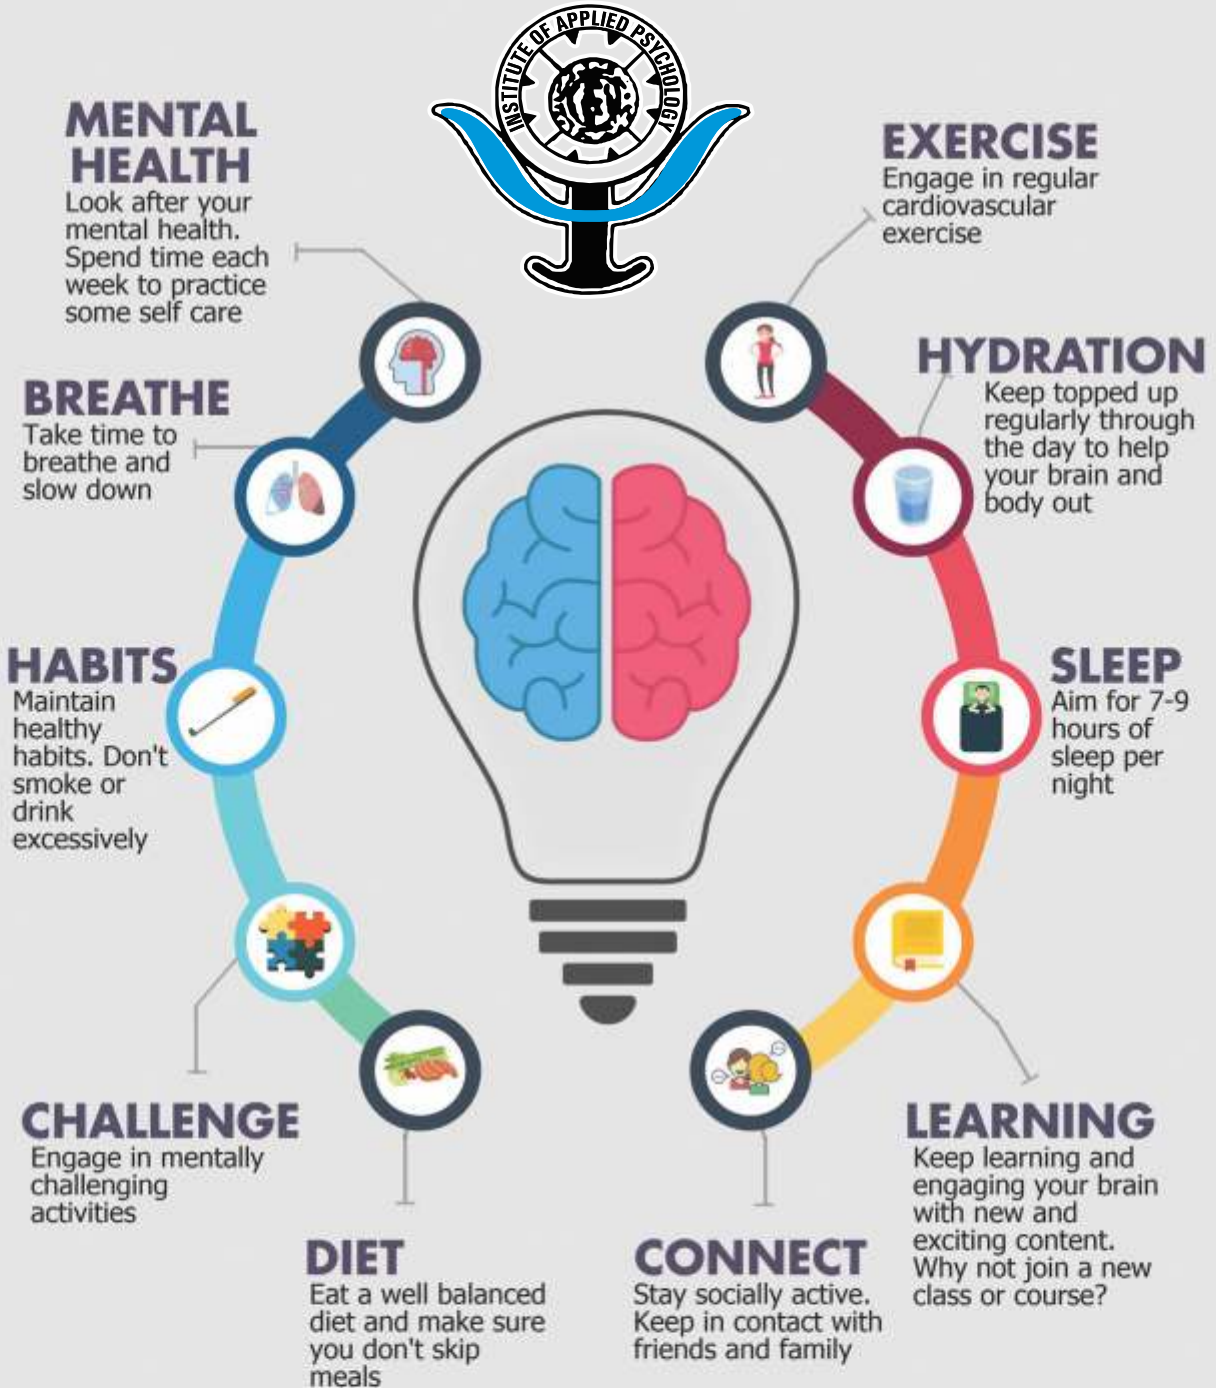 INSTITUTE OF APPLIED PSYCHOLOGY
MENTAL
HEALTH
Look after your
mental health.
Spend time each
week to practice
some self care
BREATHE
Take time to
breathe and
slow down
HABITS
Maintain
healthy
habits. Don't
smoke or
drink
excessively
CHALLENGE
Engage in mentally
challenging
activities
DIET
Eat a well balanced
diet and make sure
you don't skip
meals
EXERCISE
Engage in regular
cardiovascular
exercise
HYDRATION
Keep topped up
regularly through
the day to help
your brain and
body out
SLEEP
Aim for 7-9
hours of
sleep per
night
LEARNING
Keep learning and
engaging your brain
with new and
exciting content.
Why not join a new
class or course?
CONNECT
Stay socially active.
Keep in contact with
friends and family